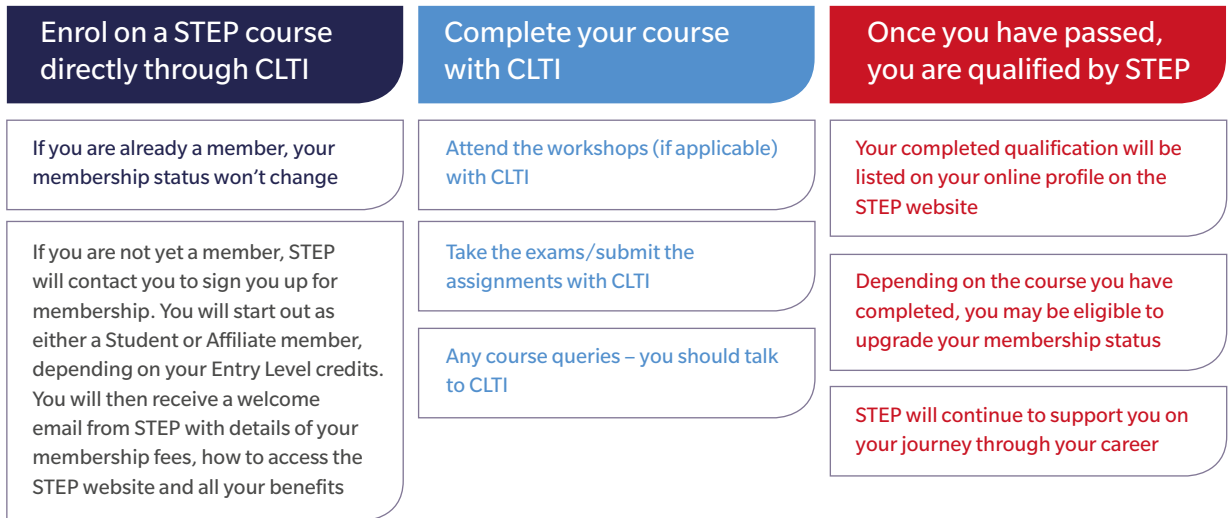 Enrol on a STEP course
directly through CLTI
If you are already a member, your
membership status won't change
If you are not yet a member, STEP
will contact you to sign you up for
membership. You will start out as
either a Student or Affiliate member,
depending on your Entry Level credits.
You will then receive a welcome
email from STEP with details of your
membership fees, how to access the
STEP website and all your benefits
Complete your course
with CLTI
Attend the workshops (if applicable)
with CLTI
Take the exams/submit the
assignments with CLTI
Any course queries – you should talk
to CLTI
Once you have passed,
you are qualified by STEP
Your completed qualification will be
listed on your online profile on the
STEP website
Depending on the course you have
completed, you may be eligible to
upgrade your membership status
STEP will continue to support you on
your journey through your career